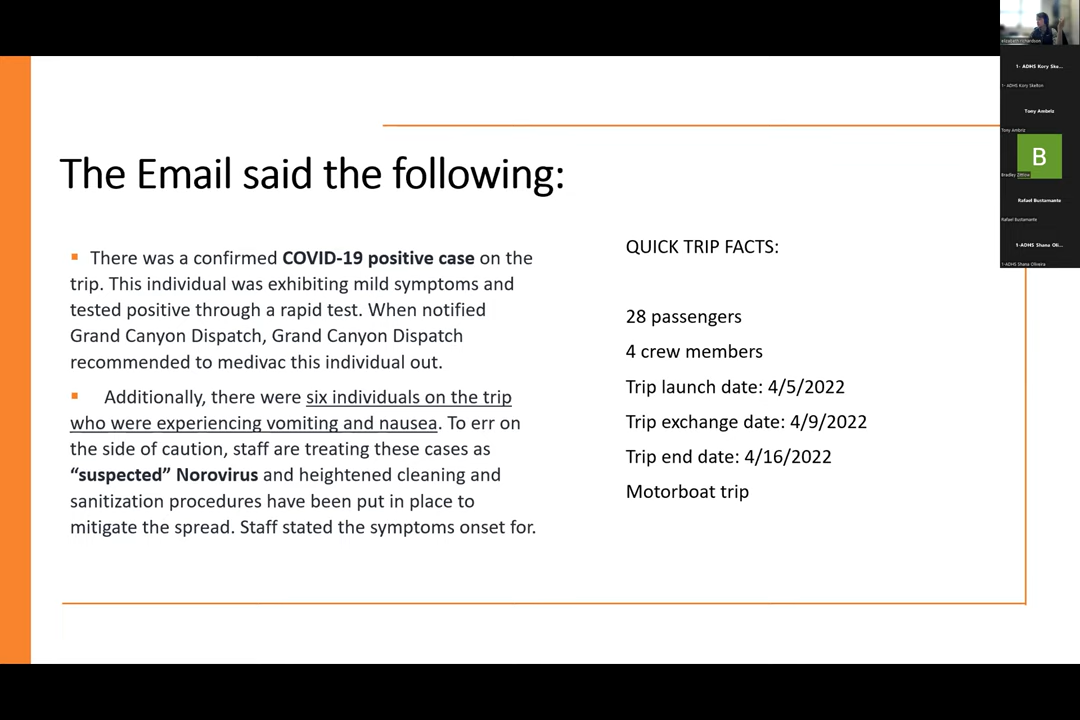 The Email said the following:
There was a confirmed COVID-19 positive case on the
trip. This individual was exhibiting mild symptoms and
tested positive through a rapid test. When notified
Grand Canyon Dispatch, Grand Canyon Dispatch
recommended to medivac this individual out.
Additionally, there were six individuals on the trip
who were experiencing vomiting and nausea. To err on
the side of caution, staff are treating these cases as
“suspected” Norovirus and heightened cleaning and
sanitization procedures have been put in place to
mitigate the spread. Staff stated the symptoms onset for.
QUICK TRIP FACTS:
28 passengers
4 crew members
Trip launch date: 4/5/2022
Trip exchange date: 4/9/2022
Trip end date: 4/16/2022
Motorboat trip
elizabeth richardson
1- ADHS Kory Ske...
1- ADHS Kory Skelton
Tony Ambriz
Tony Ambriz
B
Bradley
Rafael Bustamante
Rafael Bustamante
1-ADHS Shana Oli...
1-ADHS Shana Oliveira